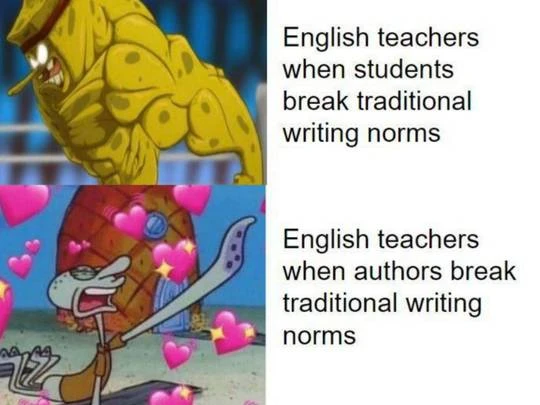 English teachers
when students
break traditional
writing norms
English teachers
when authors break
traditional writing
norms